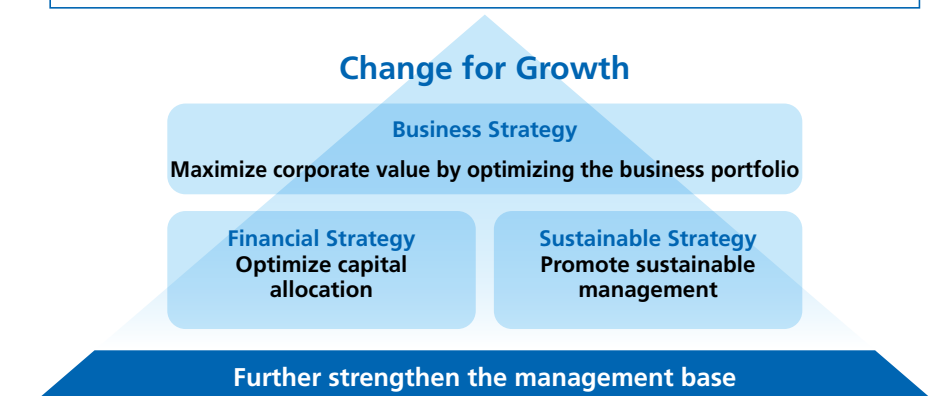 Change for Growth
Business Strategy
Maximize corporate value by optimizing the business portfolio
Financial Strategy
Optimize capital
allocation
Sustainable Strategy
Promote sustainable
management
Further strengthen the management base